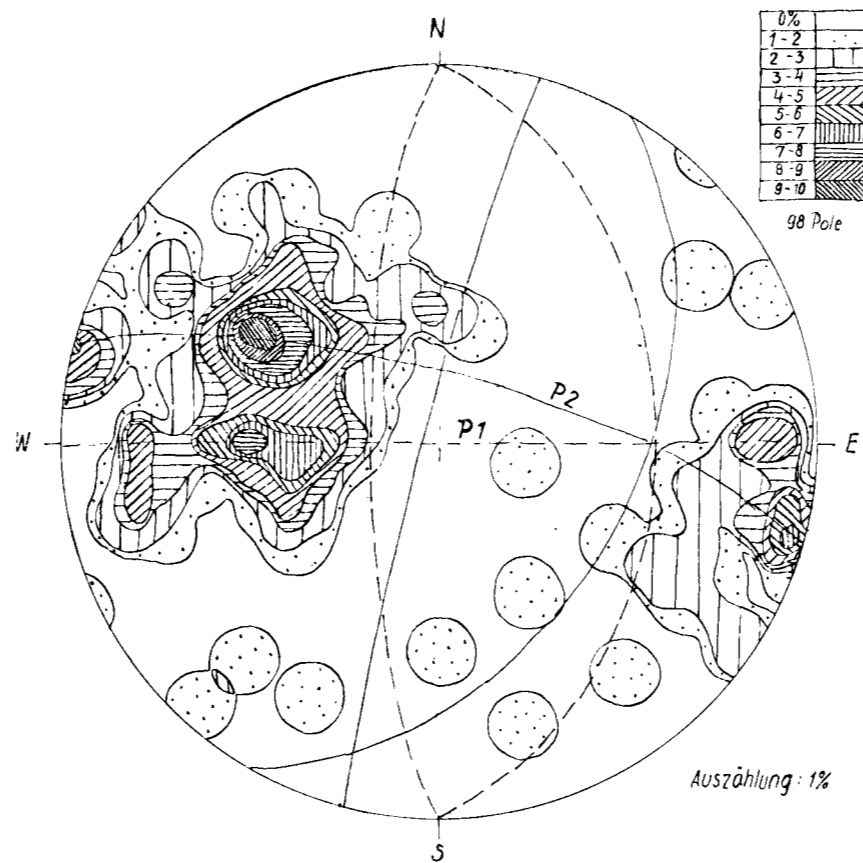 N
0%
1-2
2-3
3-4
4-5
5-6
6-7
7-8
8-9
9-10
98 Pole
P2
W
P1
E
Auszählung: 1%
S